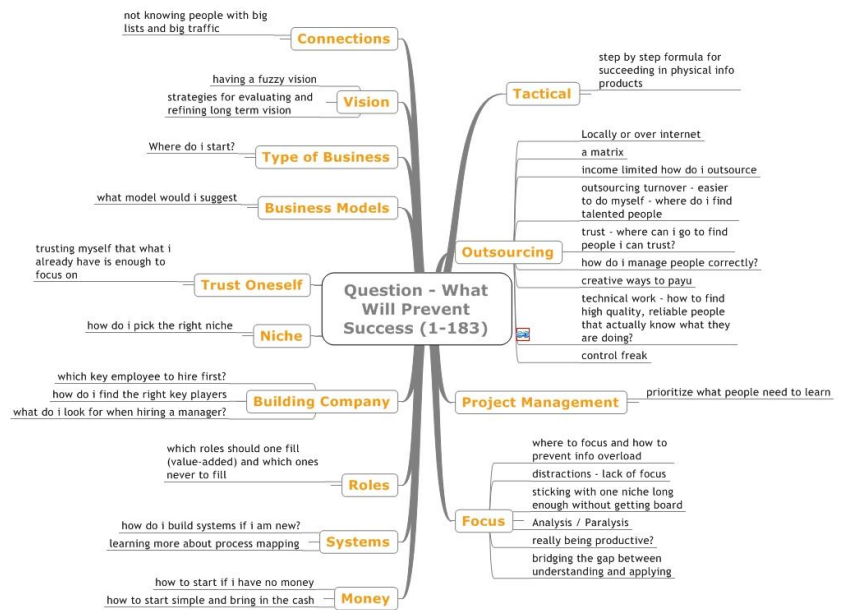 not knowing people with big
lists and big traffic
Connections
having a fuzzy vision
strategies for evaluating and
refining long term vision
Vision
Where do i start?
Type of Business
what model would i suggest
Business Models
trusting myself that what i
already have is enough to
focus on
Trust Oneself
how do i pick the right niche
Niche
which key employee to hire first?
how do i find the right key players
what do i look for when hiring a manager?
Building Company
which roles should one fill
(value-added) and which ones
never to fill
Roles
how do i build systems if i am new?
learning more about process mapping
Systems
how to start if i have no money
how to start simple and bring in the cash
Money
Question - What
Will Prevent
Success (1-183)
Tactical
step by step formula for
succeeding in physical info
products
Outsourcing
Locally or over internet
a matrix
income limited how do i outsource
outsourcing turnover - easier
to do myself - where do i find
talented people
trust - where can i go to find
people i can trust?
how do i manage people correctly?
creative ways to payu
technical work - how to find
high quality, reliable people
that actually know what they
are doing?
control freak
Project Management
prioritize what people need to learn
Focus
where to focus and how to
prevent info overload
distractions - lack of focus
sticking with one niche long
enough without getting board
Analysis / Paralysis
really being productive?
bridging the gap between
understanding and applying